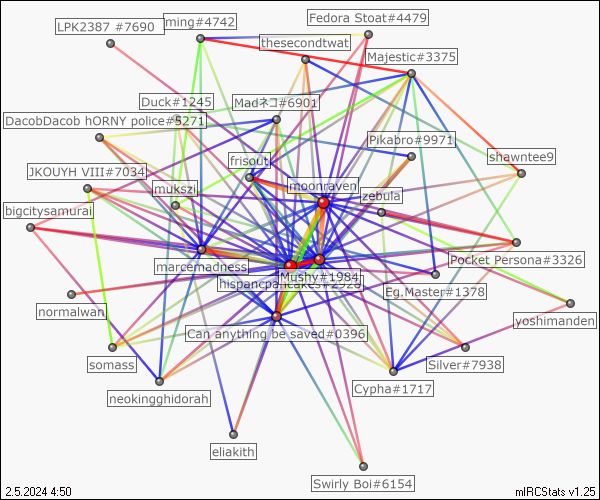 Fedora Stoat#4479
ming#4742
LPK2387 #7690
thesecondtwat
Majestic#3375
Duck#1245
Madネコ#6901
DacobDacob hORNY police#5271
Pikabro#9971
shawntee9
frisout
JKOUYH VIII#7034
mukszi
moonraven
zebula
bigcitysamurai
marcemadness
Pocket Persona#3326
Mushy#1984
hispancpancakes#2928
Eg.Master#1378
normalwan
yoshimanden
Can anything be saved#0396
somass
Silver#7938
Cypha#1717
neokingghidorah
eliakith
Swirly Boi#6154
2.5.2024 4:50
mIRCStats v1.25